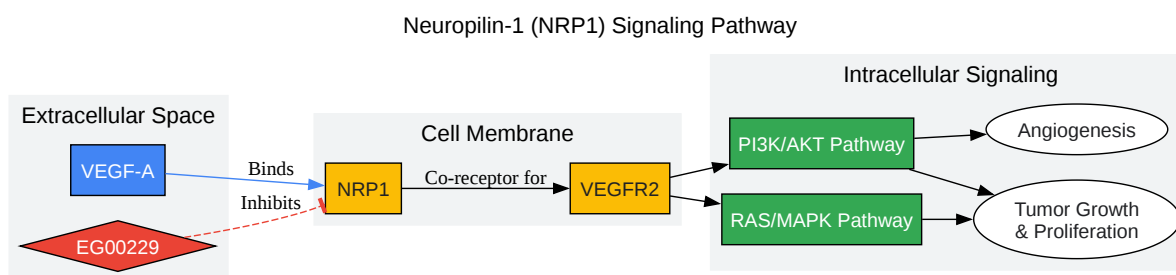 Neuropilin-1 (NRP1) Signaling Pathway
Extracellular Space
VEGF-A
EG00229
Binds
Inhibits
Cell Membrane
NRP1
Co-receptor for
VEGFR2
Intracellular Signaling
PI3K/AKT Pathway
RAS/MAPK Pathway
Angiogenesis
Tumor Growth
& Proliferation